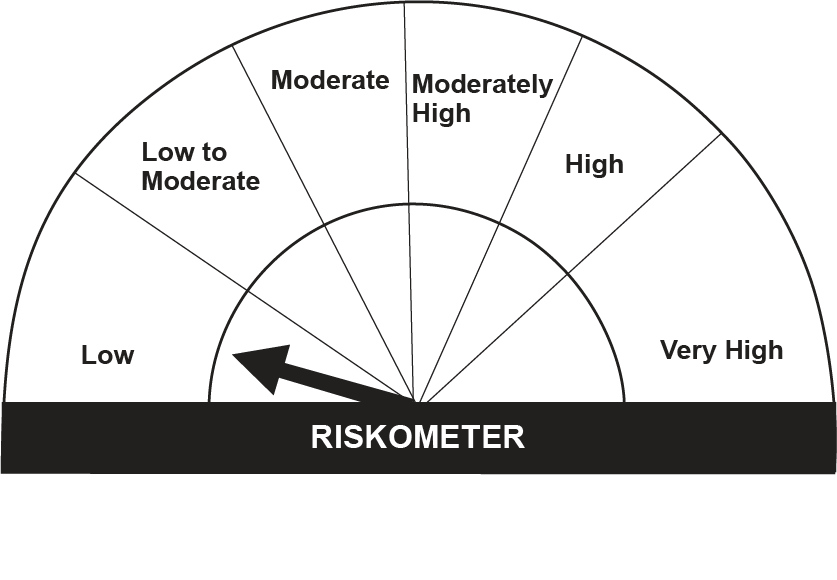 Moderate
Moderately
High
Low to
Moderate
High
Low
Very High
RISKOMETER